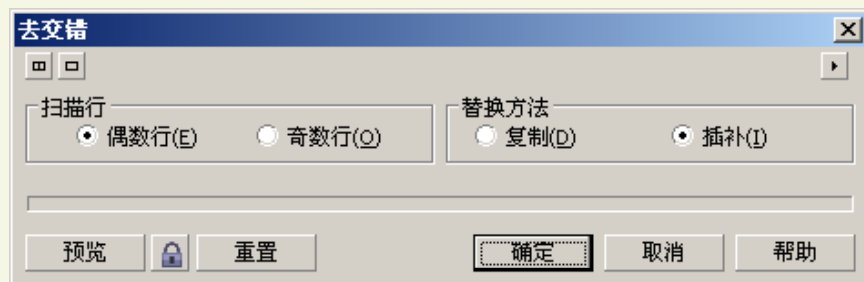 去交错
扫描行
替换方法
偶数行(E)
奇数行(O)
复制(D)
插补(I)
预览
重置
确定
取消
帮助